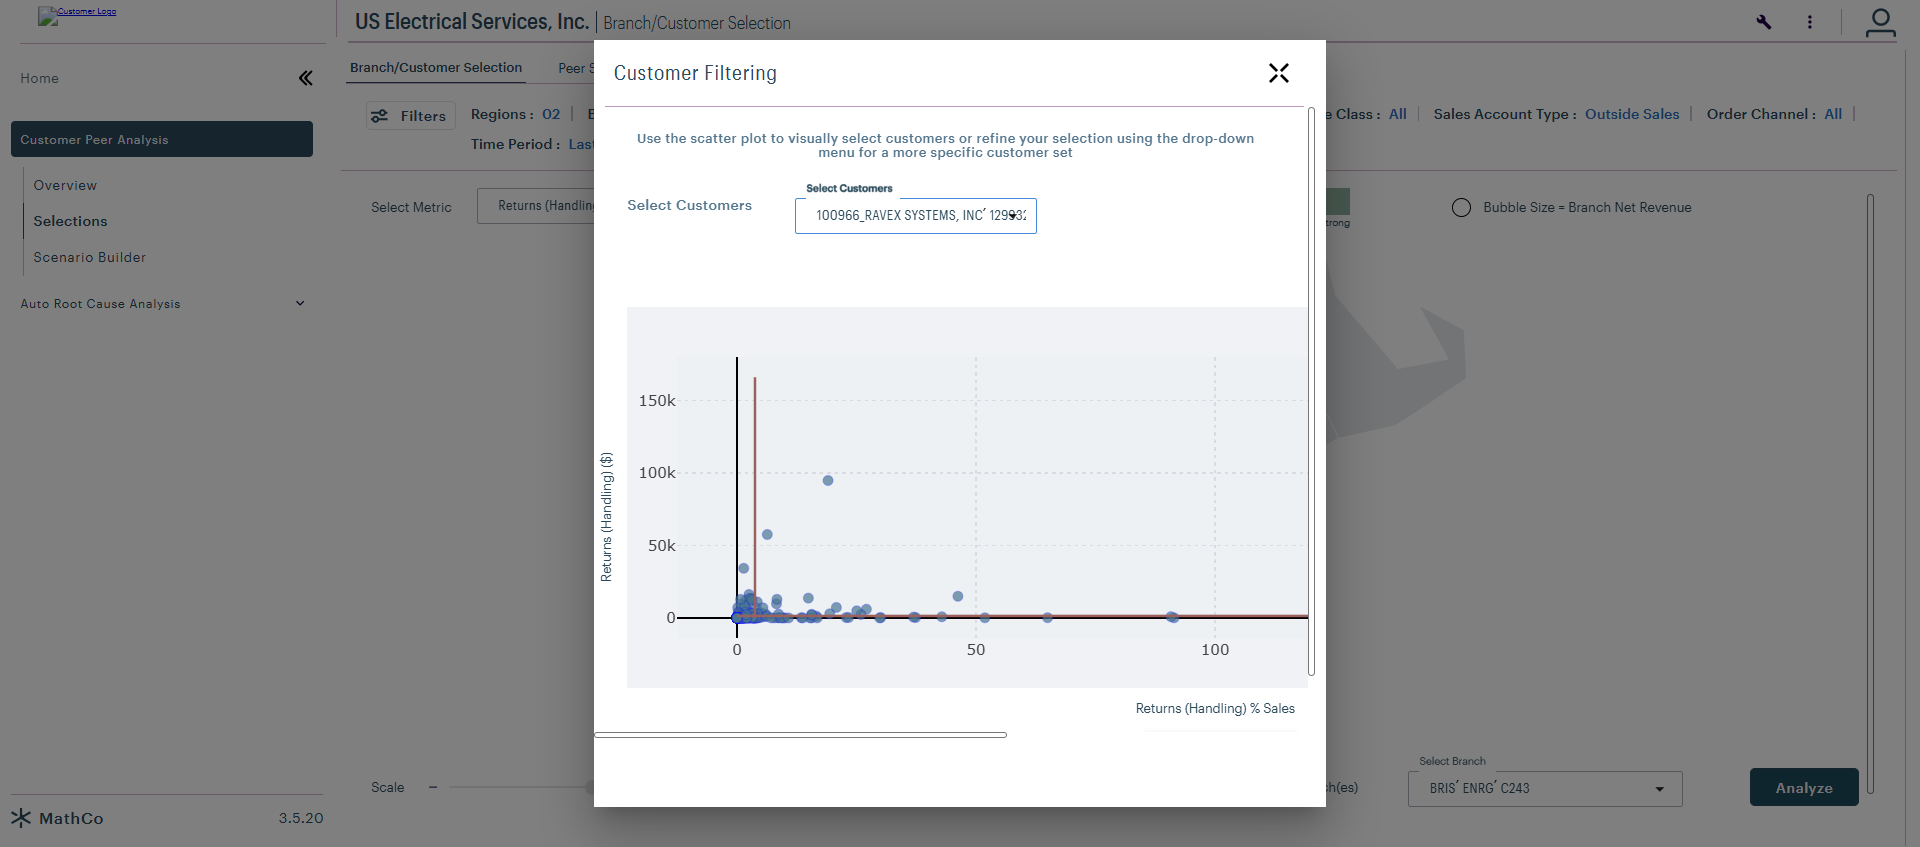 Customer Logo
US Electrical Services, Inc. Branch/Customer Selection
Home
Customer Peer Analysis
Overview
Selections
Scenario Builder
Auto Root Cause Analysis
MathCo 3.5.20
Branch/Customer Selection Peer S
Filters Regions : 02
Time Period : Last
e Class : All Sales Account Type : Outside Sales Order Channel : All
Select Metric Returns (Handlin
trong
Bubble Size = Branch Net Revenue
Customer Filtering
Use the scatter plot to visually select customers or refine your selection using the drop-down
menu for a more specific customer set
Select Customers
Select Customers
100966_RAVEX SYSTEMS, INC′ 129932
150k
100k
50k
0
0 50 100
Returns (Handling) ($)
Returns (Handling) % Sales
Scale
ch(es)
Select Branch
BRIS′ ENRG′ C243
Analyze